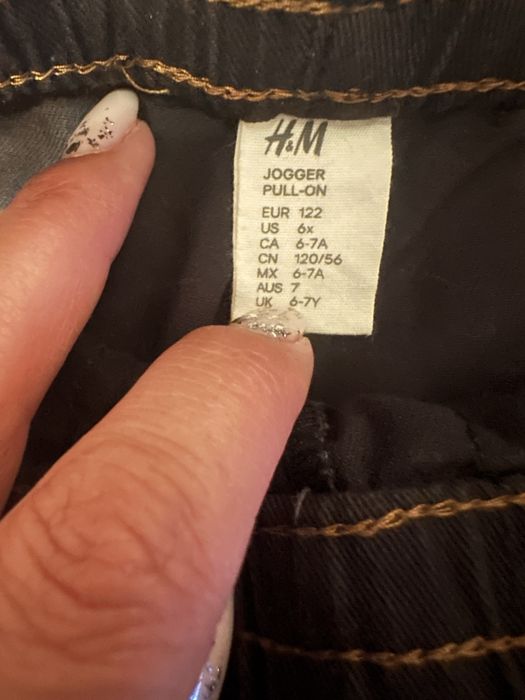 H&M
JOGGER
PULL-ON
EUR 122
US 6x
CA 6-7A
CN 120/56
MX 6-7A
AUS 7
UK 6-7Y